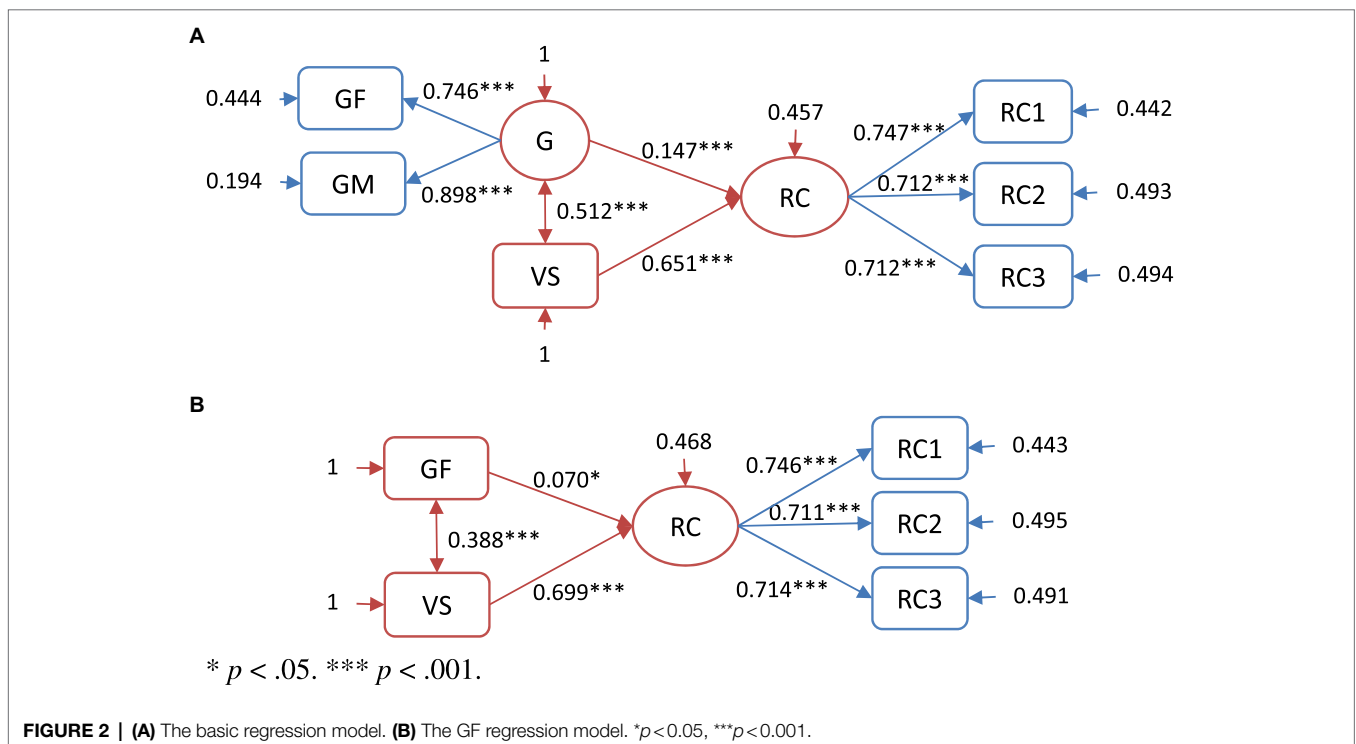 A
1
0.444
GF
0.746***
G
0.457
RC1
0.442
0.747***
0.147***
0.194
GM
0.898***
RC
0.712***
RC2
0.493
0.512***
VS
0.651***
0.712***
RC3
0.494
1
B
1
GF
0.468
RC1
0.443
0.746***
0.070*
0.388***
RC
0.711***
RC2
0.495
1
VS
0.699***
0.714***
RC3
0.491
* p < .05. *** p < .001.
FIGURE 2 | (A) The basic regression model. (B) The GF regression model. *p<0.05, ***p<0.001.